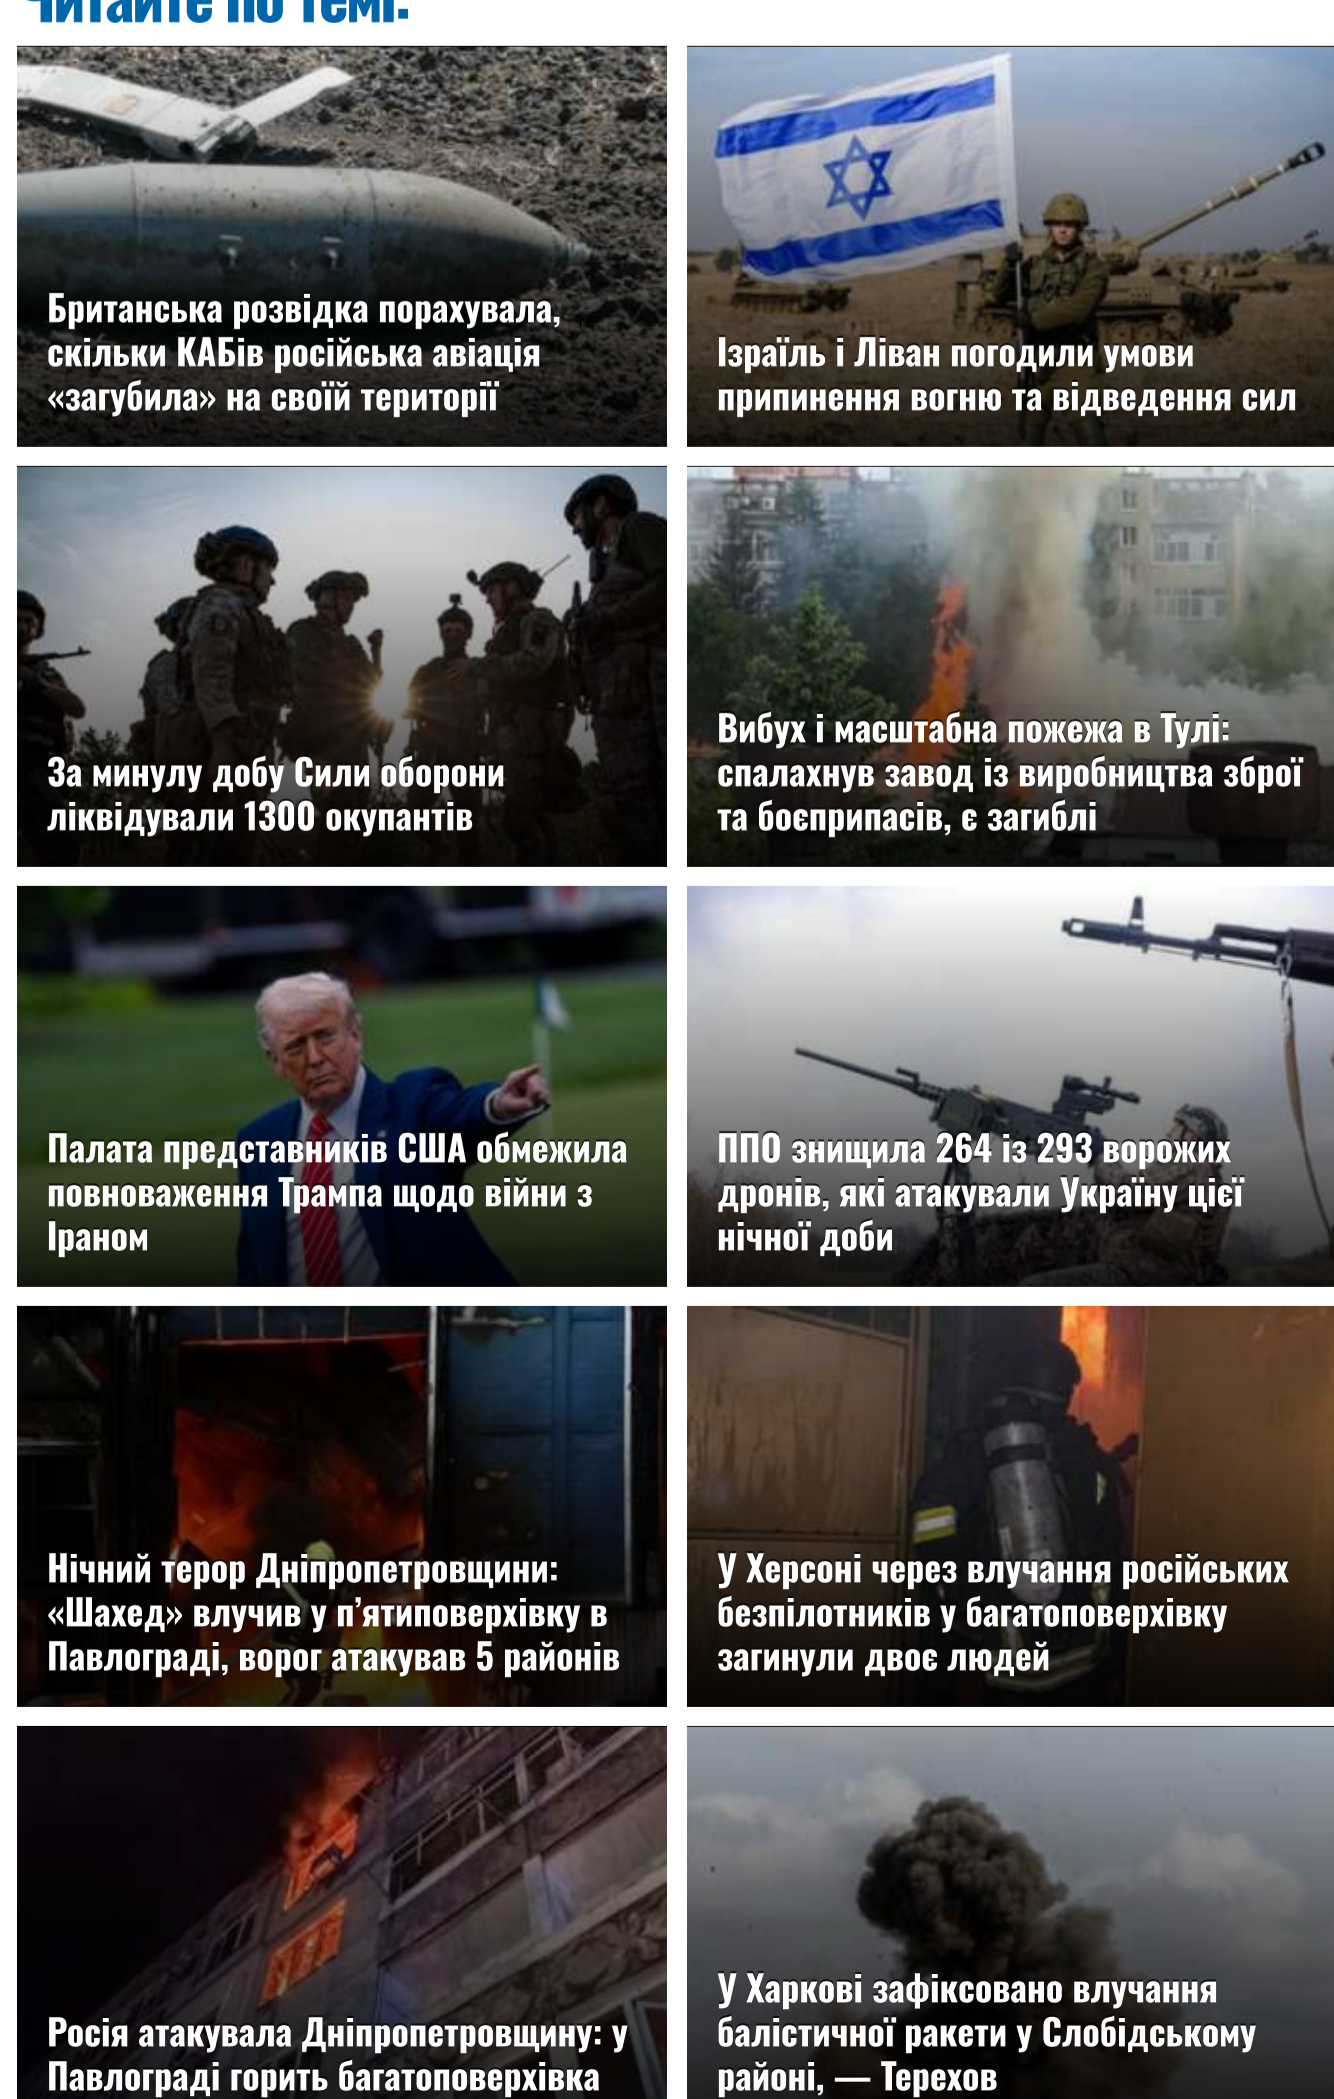 Читайте по темі:
Британська розвідка порахувала,
скільки КАБів російська авіація
«загубила» на своїй території
Ізраїль і Ліван погодили умови
припинення вогню та відведення сил
За минулу добу Сили оборони
ліквідували 1300 окупантів
Вибух і масштабна пожежа в Тулі:
спалахнув завод із виробництва зброї
та боєприпасів, є загиблі
Палата представників США обмежила
повноваження Трампа щодо війни з
Іраном
ППО знищила 264 із 293 ворожих
дронів, які атакували Україну цієї
нічної доби
Нічний терор Дніпропетровщини:
«Шахед» влучив у п’ятиповерхівку в
Павлограді, ворог атакував 5 районів
У Херсоні через влучання російських
безпілотників у багатоповерхівку
загинули двоє людей
Росія атакувала Дніпропетровщину: у
Павлограді горить багатоповерхівка
У Харкові зафіксовано влучання
балістичної ракети у Слобідському
районі, — Терехов